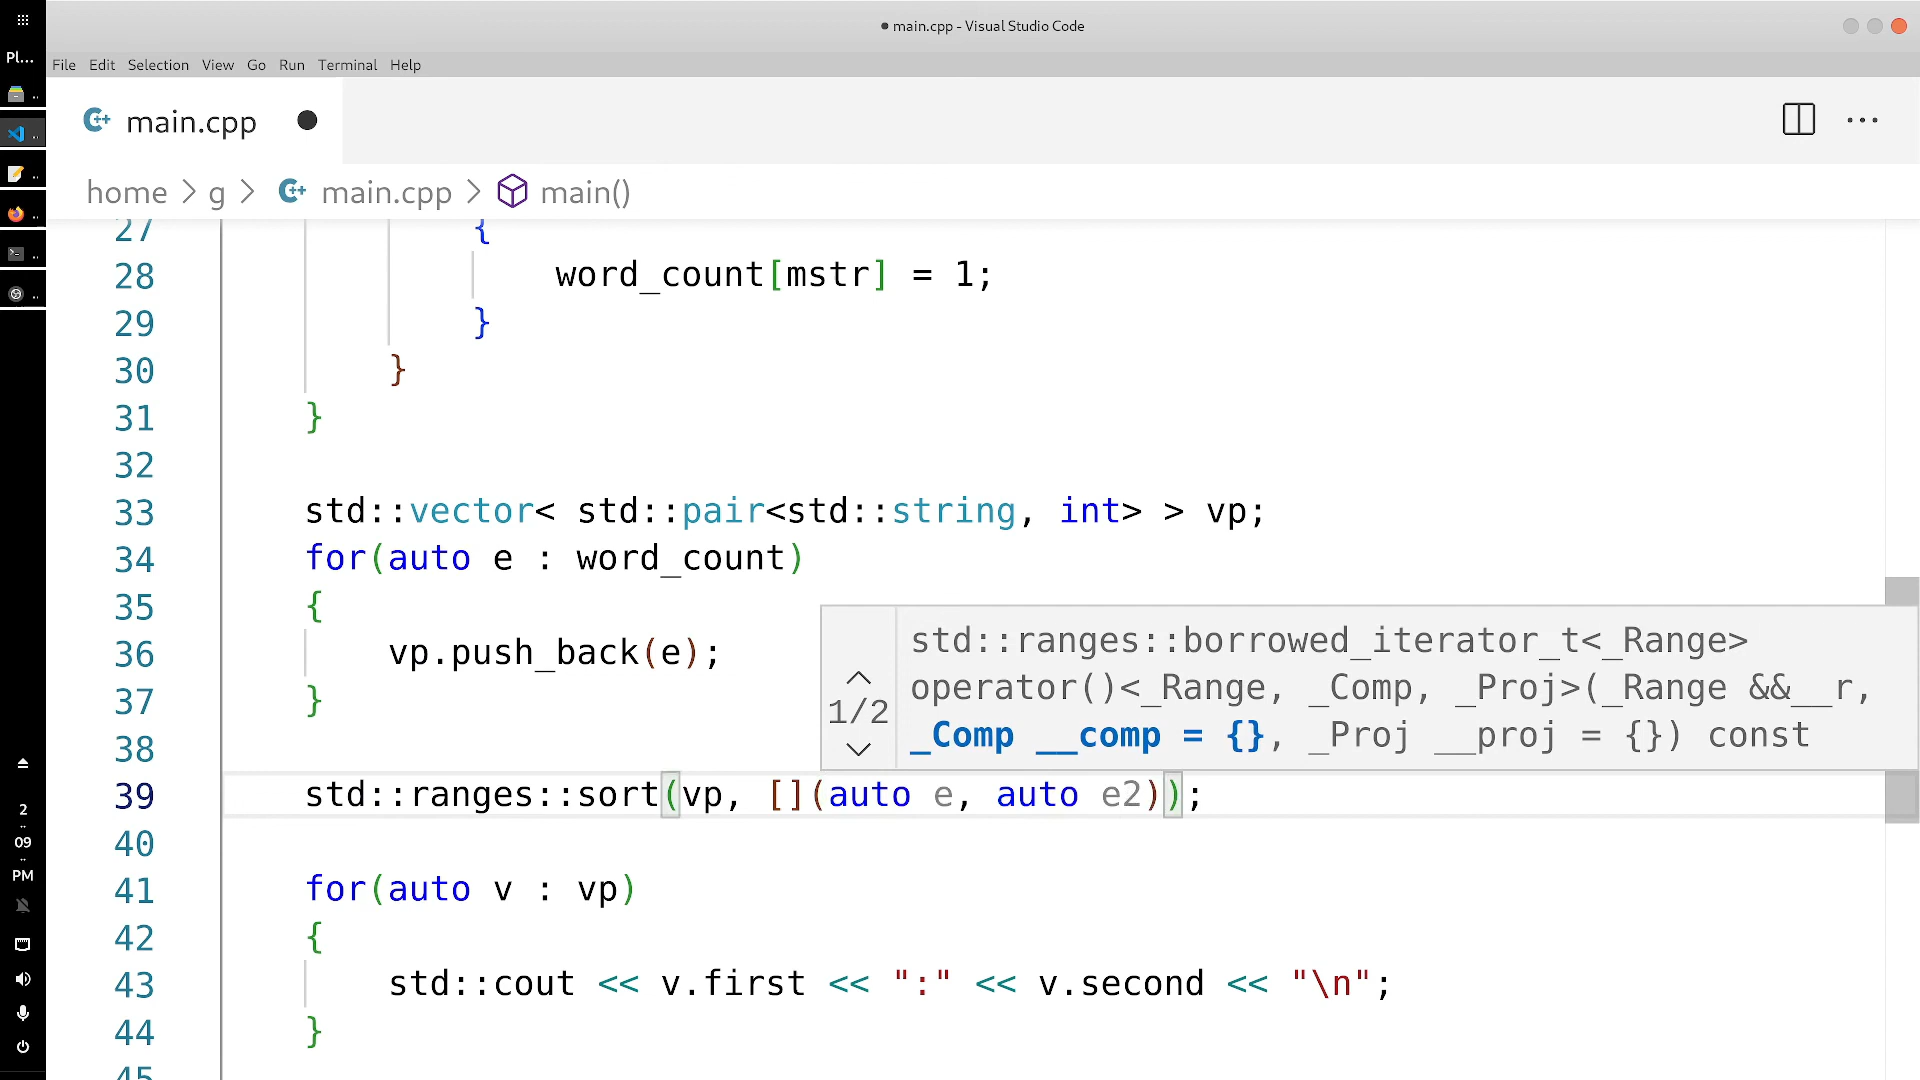 main.cpp - Visual Studio Code
Pl...
File Edit Selection View Go Run Terminal Help
main.cpp
home > g > main.cpp > main()
27 {
28 word_count[mstr] = 1;
29 }
30 }
31 }
32
33 std::vector< std::pair<std::string, int> > vp;
34 for(auto e : word_count)
35 {
36 vp.push_back(e);
37 }
38
std::ranges::borrowed_iterator_t<_Range>
operator()<_Range, _Comp, _Proj>(_Range &&__r,
_Comp __comp = {}, _Proj __proj = {}) const
1/2
39 std::ranges::sort(vp, [](auto e, auto e2));
40
41 for(auto v : vp)
42 {
43 std::cout << v.first << ":" << v.second << "\n";
44 }
45
2
..
09
..
PM